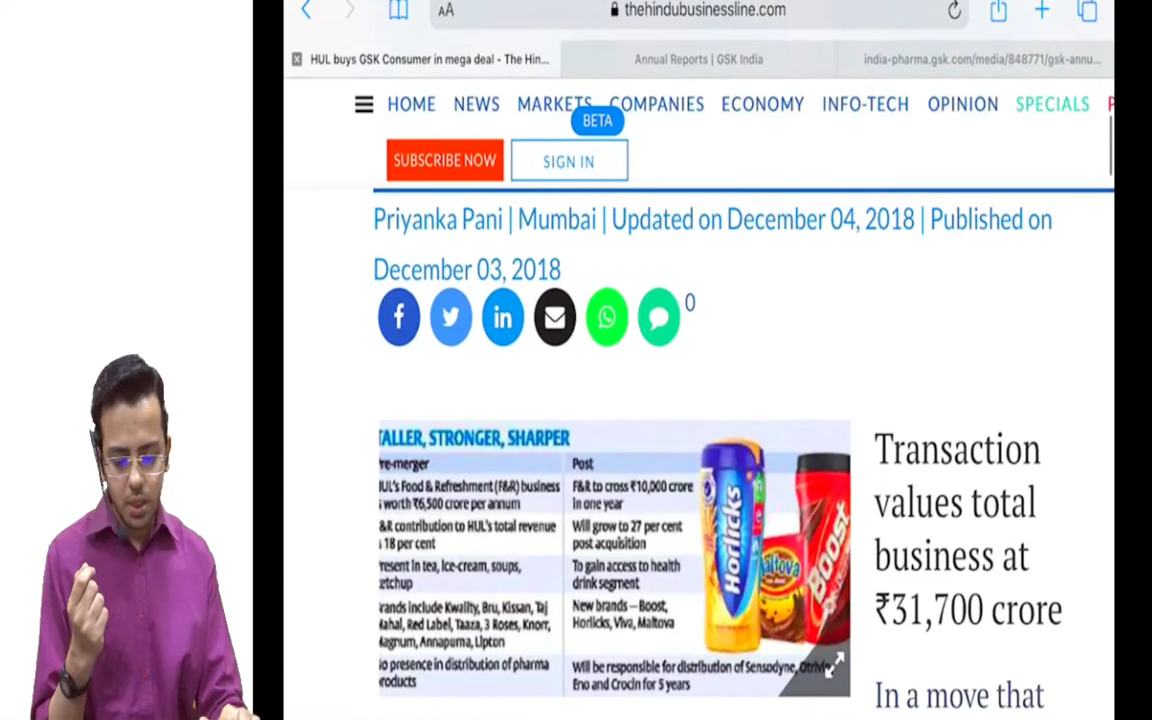 AA
thehindubusinessline.com
HUL buys GSK Consumer in mega deal - The Hin...
Annual Reports | GSK India
india-pharma.gsk.com/media/848771/gsk-annu...
HOME NEWS MARKETS COMPANIES ECONOMY INFO-TECH OPINION SPECIALS
BETA
SUBSCRIBE NOW
SIGN IN
Priyanka Pani | Mumbai | Updated on December 04, 2018 | Published on
December 03, 2018
0
TALLER, STRONGER, SHARPER
re-merger
Post
UL's Food & Refreshment (F&R) business
worth ₹6,500 crore per annum
F&R to cross ₹10,000 crore
in one year
&R contribution to HUL's total revenue
18 per cent
Will grow to 27 per cent
post acquisition
resent in tea, Ice-cream, soups,
etchup
To gain access to health
drink segment
rands include Kwality, Bru, Kissan, Taj
Mahal, Red Label, Taaza, 3 Roses, Knorr,
Magnum, Annapurna, Lipton
New brands – Boost,
Horlicks, Viva, Maltova
o presence in distribution of pharma
roducts
Will be responsible for distribution of Sensodyne, Otrivin
Eno and Crocin for 5 years
Horlicks
Maltova
Boost
Transaction
values total
business at
₹31,700 crore
In a move that